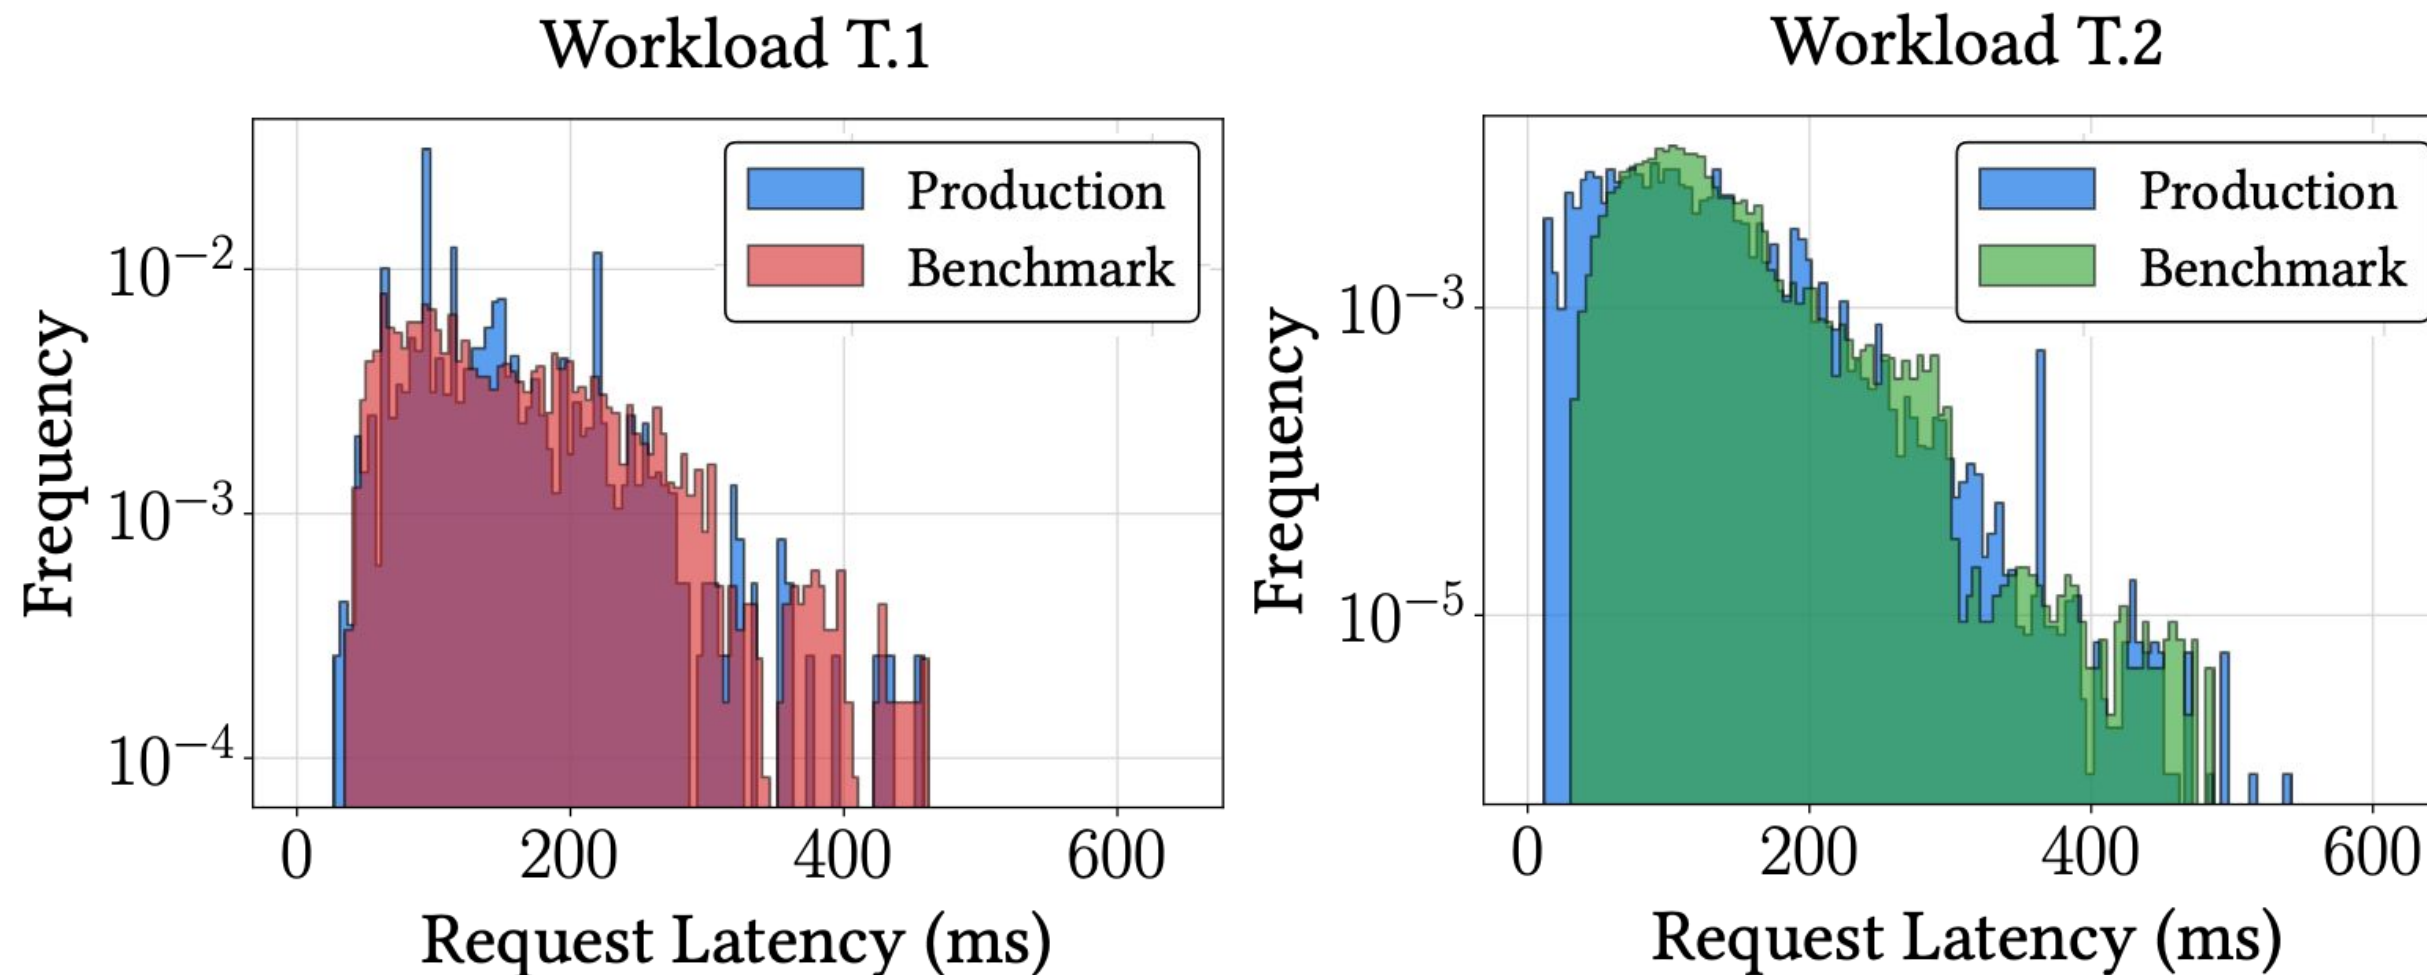 Workload T.1
Production
Benchmark
Frequency
10−2
10−3
10−4
0 200 400 600
Request Latency (ms)
Workload T.2
Production
Benchmark
Frequency
10−3
10−5
0 200 400 600
Request Latency (ms)